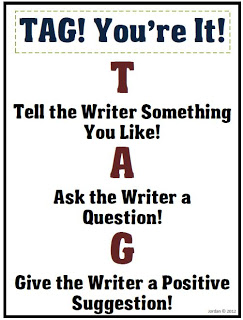 TAG! You're It!
T
Tell the Writer Something
You Like!
A
Ask the Writer a
Question!
G
Give the Writer a Positive
Suggestion!